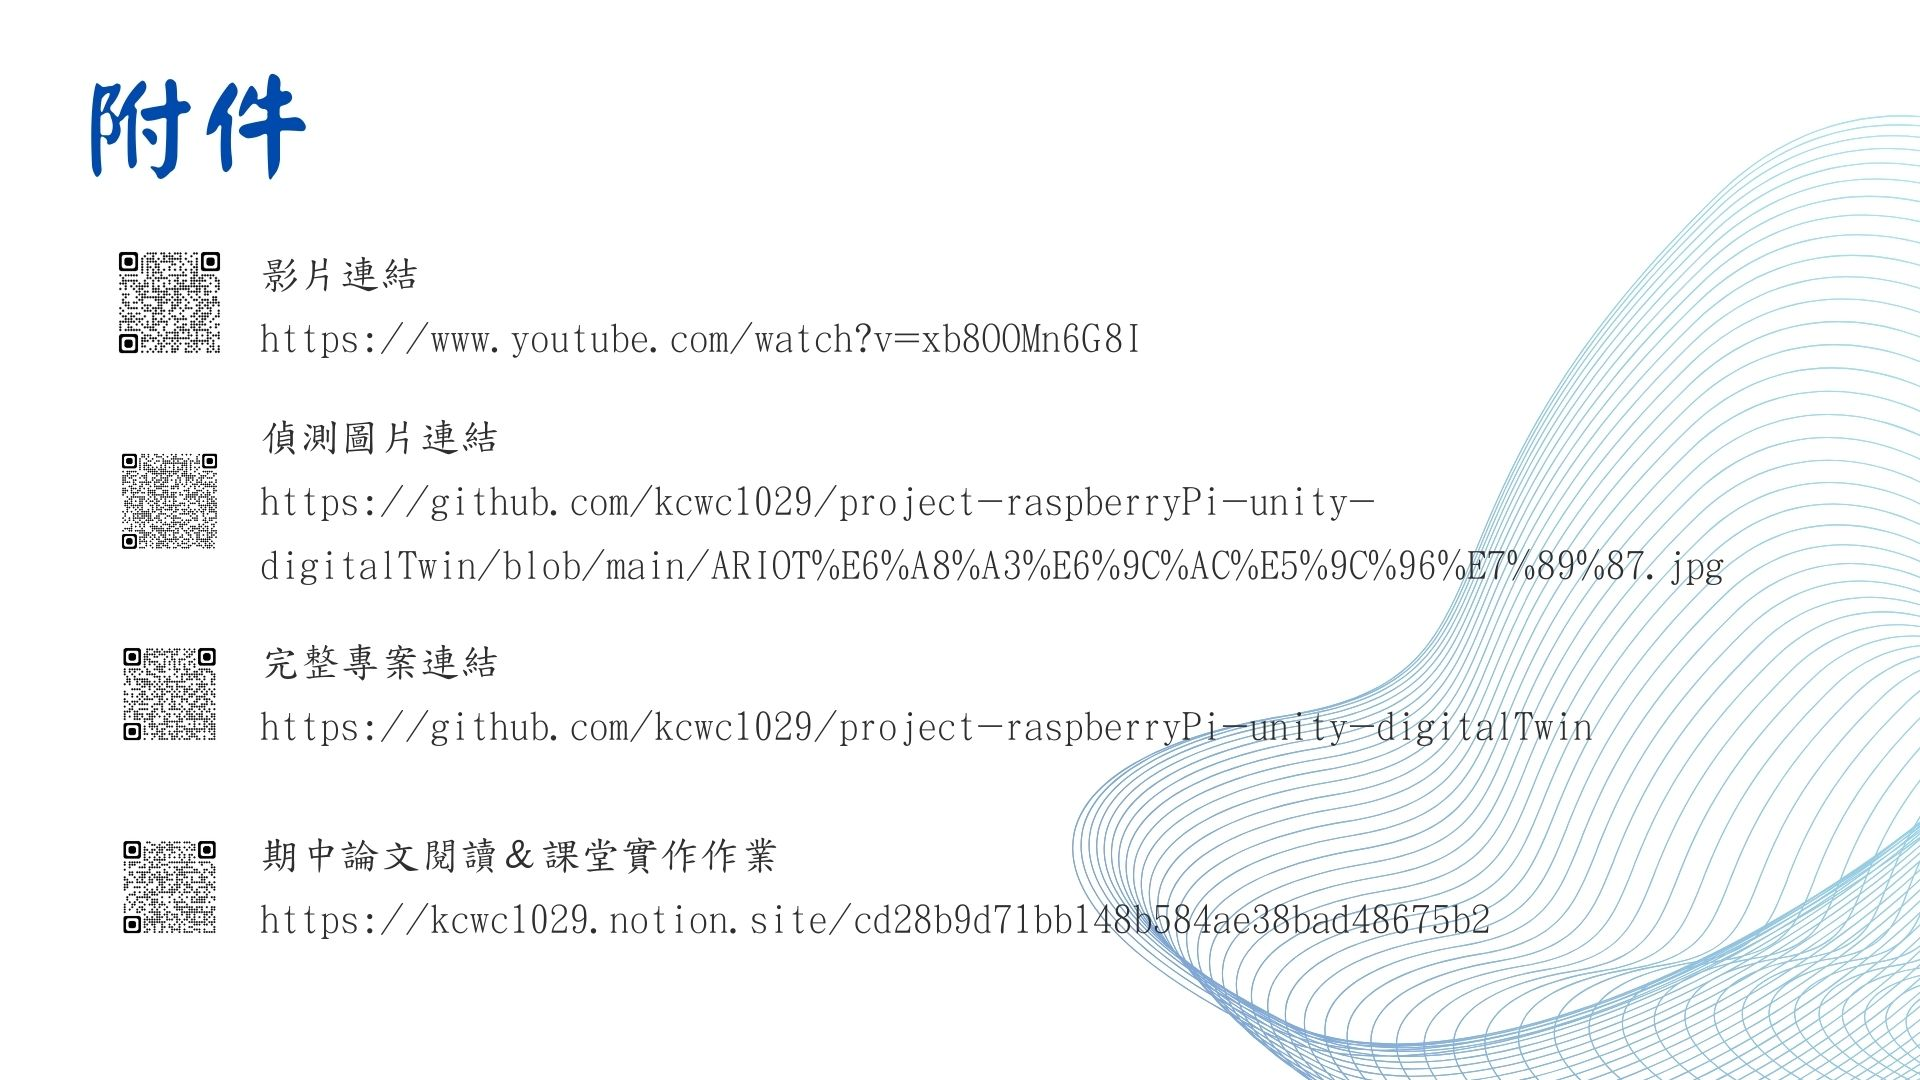 附件
影片連結
https://www.youtube.com/watch?v=xb8OOMn6G8I
偵測圖片連結
https://github.com/kcwc1029/project-raspberryPi-unity-
digitalTwin/blob/main/ARIOT%E6%A8%A3%E6%9C%AC%E5%9C%96%E7%89%87.jpg
完整專案連結
https://github.com/kcwc1029/project-raspberryPi-unity-digitalTwin
期中論文閱讀&課堂實作作業
https://kcwc1029.notion.site/cd28b9d71bb148b584ae38bad48675b2